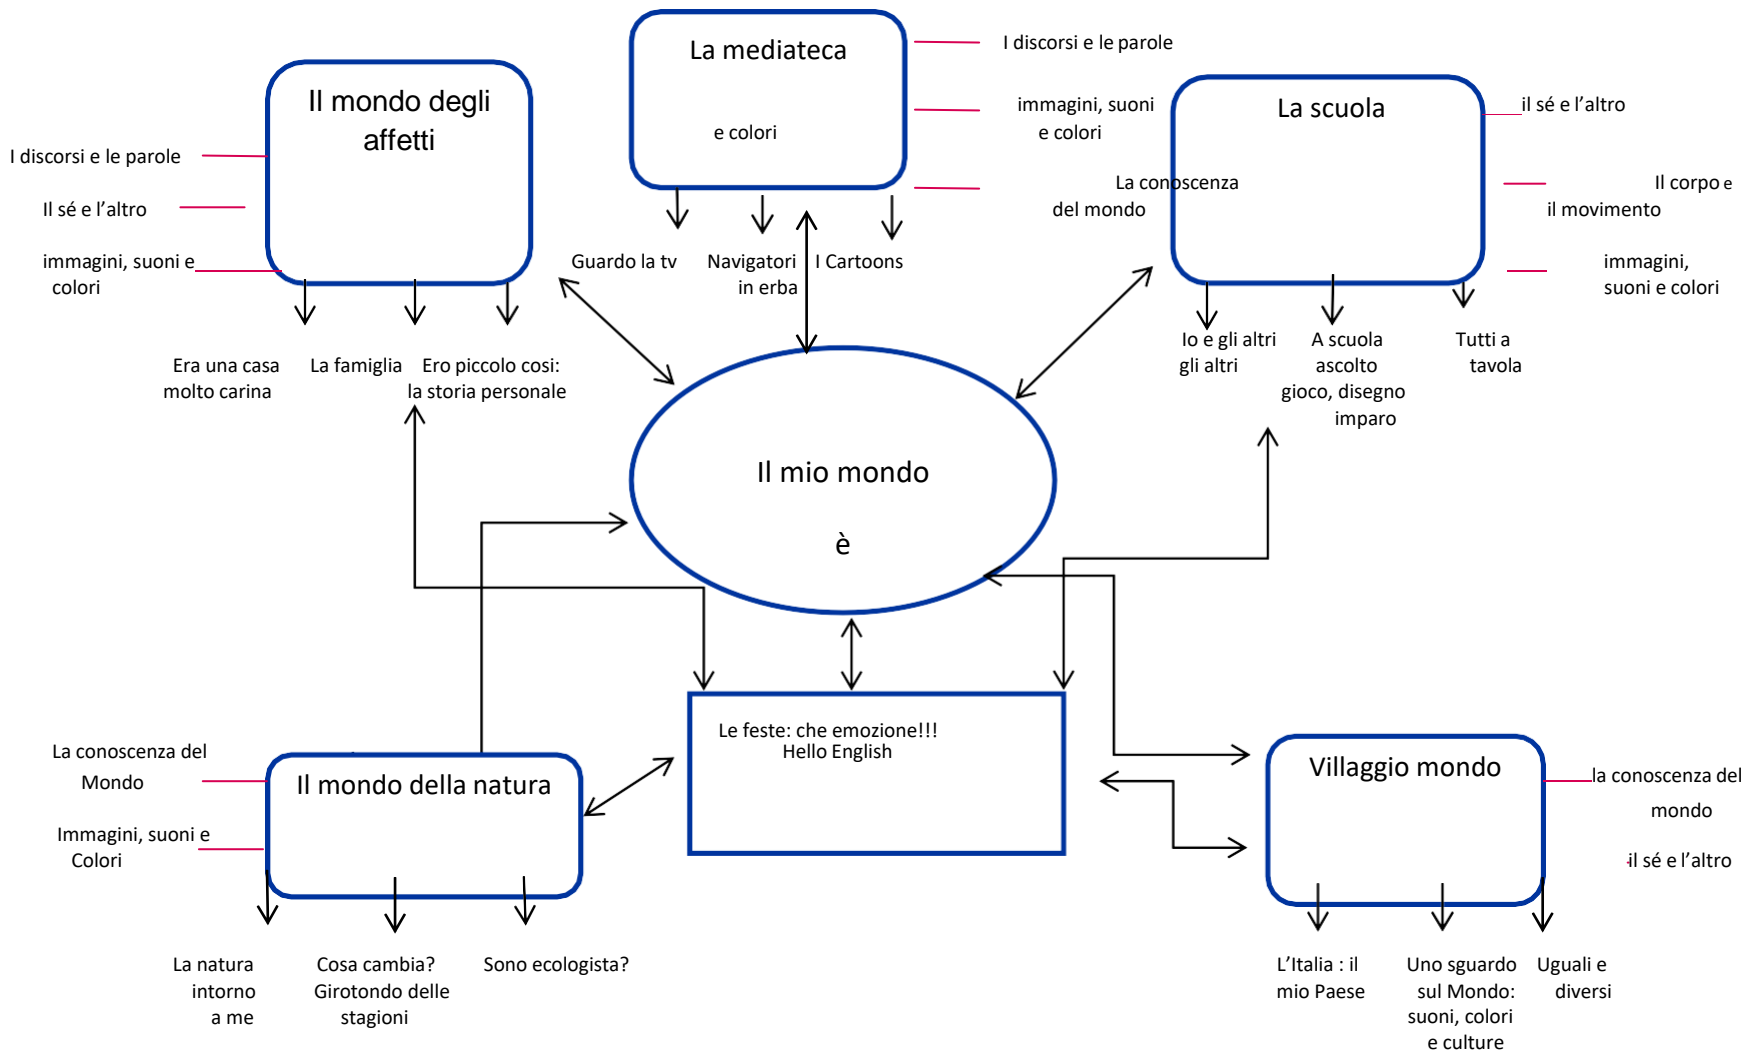 La mediateca
e colori
I discorsi e le parole
immagini, suoni
e colori
La conoscenza
del mondo
Guardo la tv
Navigatori
in erba
I Cartoons
Il mondo degli
affetti
I discorsi e le parole
Il sé e l'altro
immagini, suoni e
colori
Era una casa
molto carina
La famiglia
Ero piccolo cosi:
la storia personale
La scuola
il sé e l'altro
Il corpo e
il movimento
immagini,
suoni e colori
Io e gli altri
gli altri
A scuola
ascolto
gioco, disegno
imparo
Tutti a
tavola
Il mio mondo
è
Le feste: che emozione!!!
Hello English
La conoscenza del
Mondo
Immagini, suoni e
Colori
Il mondo della natura
La natura
intorno
a me
Cosa cambia?
Girotondo delle
stagioni
Sono ecologista?
Villaggio mondo
la conoscenza del
mondo
il sé e l'altro
L'Italia : il
mio Paese
Uno sguardo
sul Mondo:
suoni, colori
e culture
Uguali e
diversi